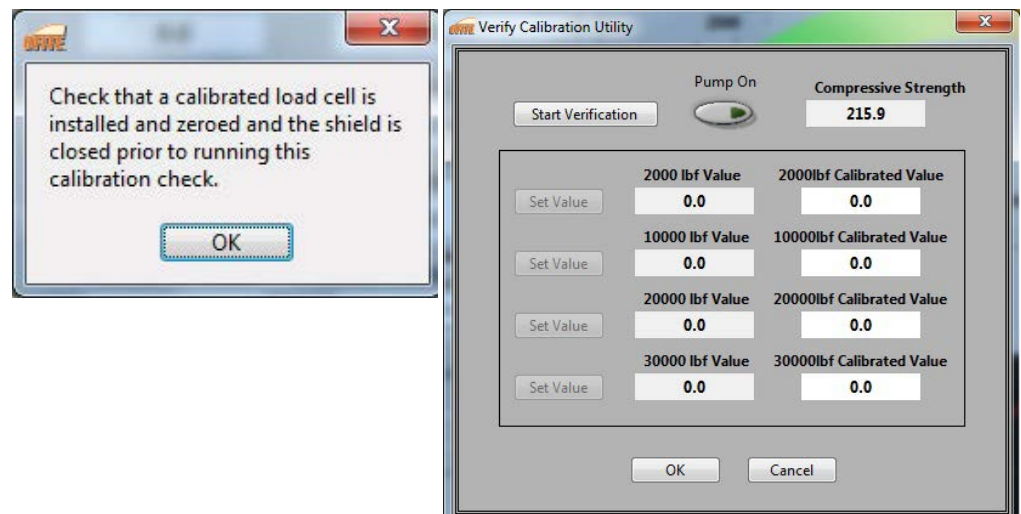 OFITE
Check that a calibrated load cell is
installed and zeroed and the shield is
closed prior to running this
calibration check.
OK
OFITE Verify Calibration Utility
Pump On
Compressive Strength
Start Verification
215.9
2000 lbf Value 2000lbf Calibrated Value
Set Value 0.0 0.0
10000 lbf Value 10000lbf Calibrated Value
Set Value 0.0 0.0
20000 lbf Value 20000lbf Calibrated Value
Set Value 0.0 0.0
30000 lbf Value 30000lbf Calibrated Value
Set Value 0.0 0.0
OK Cancel